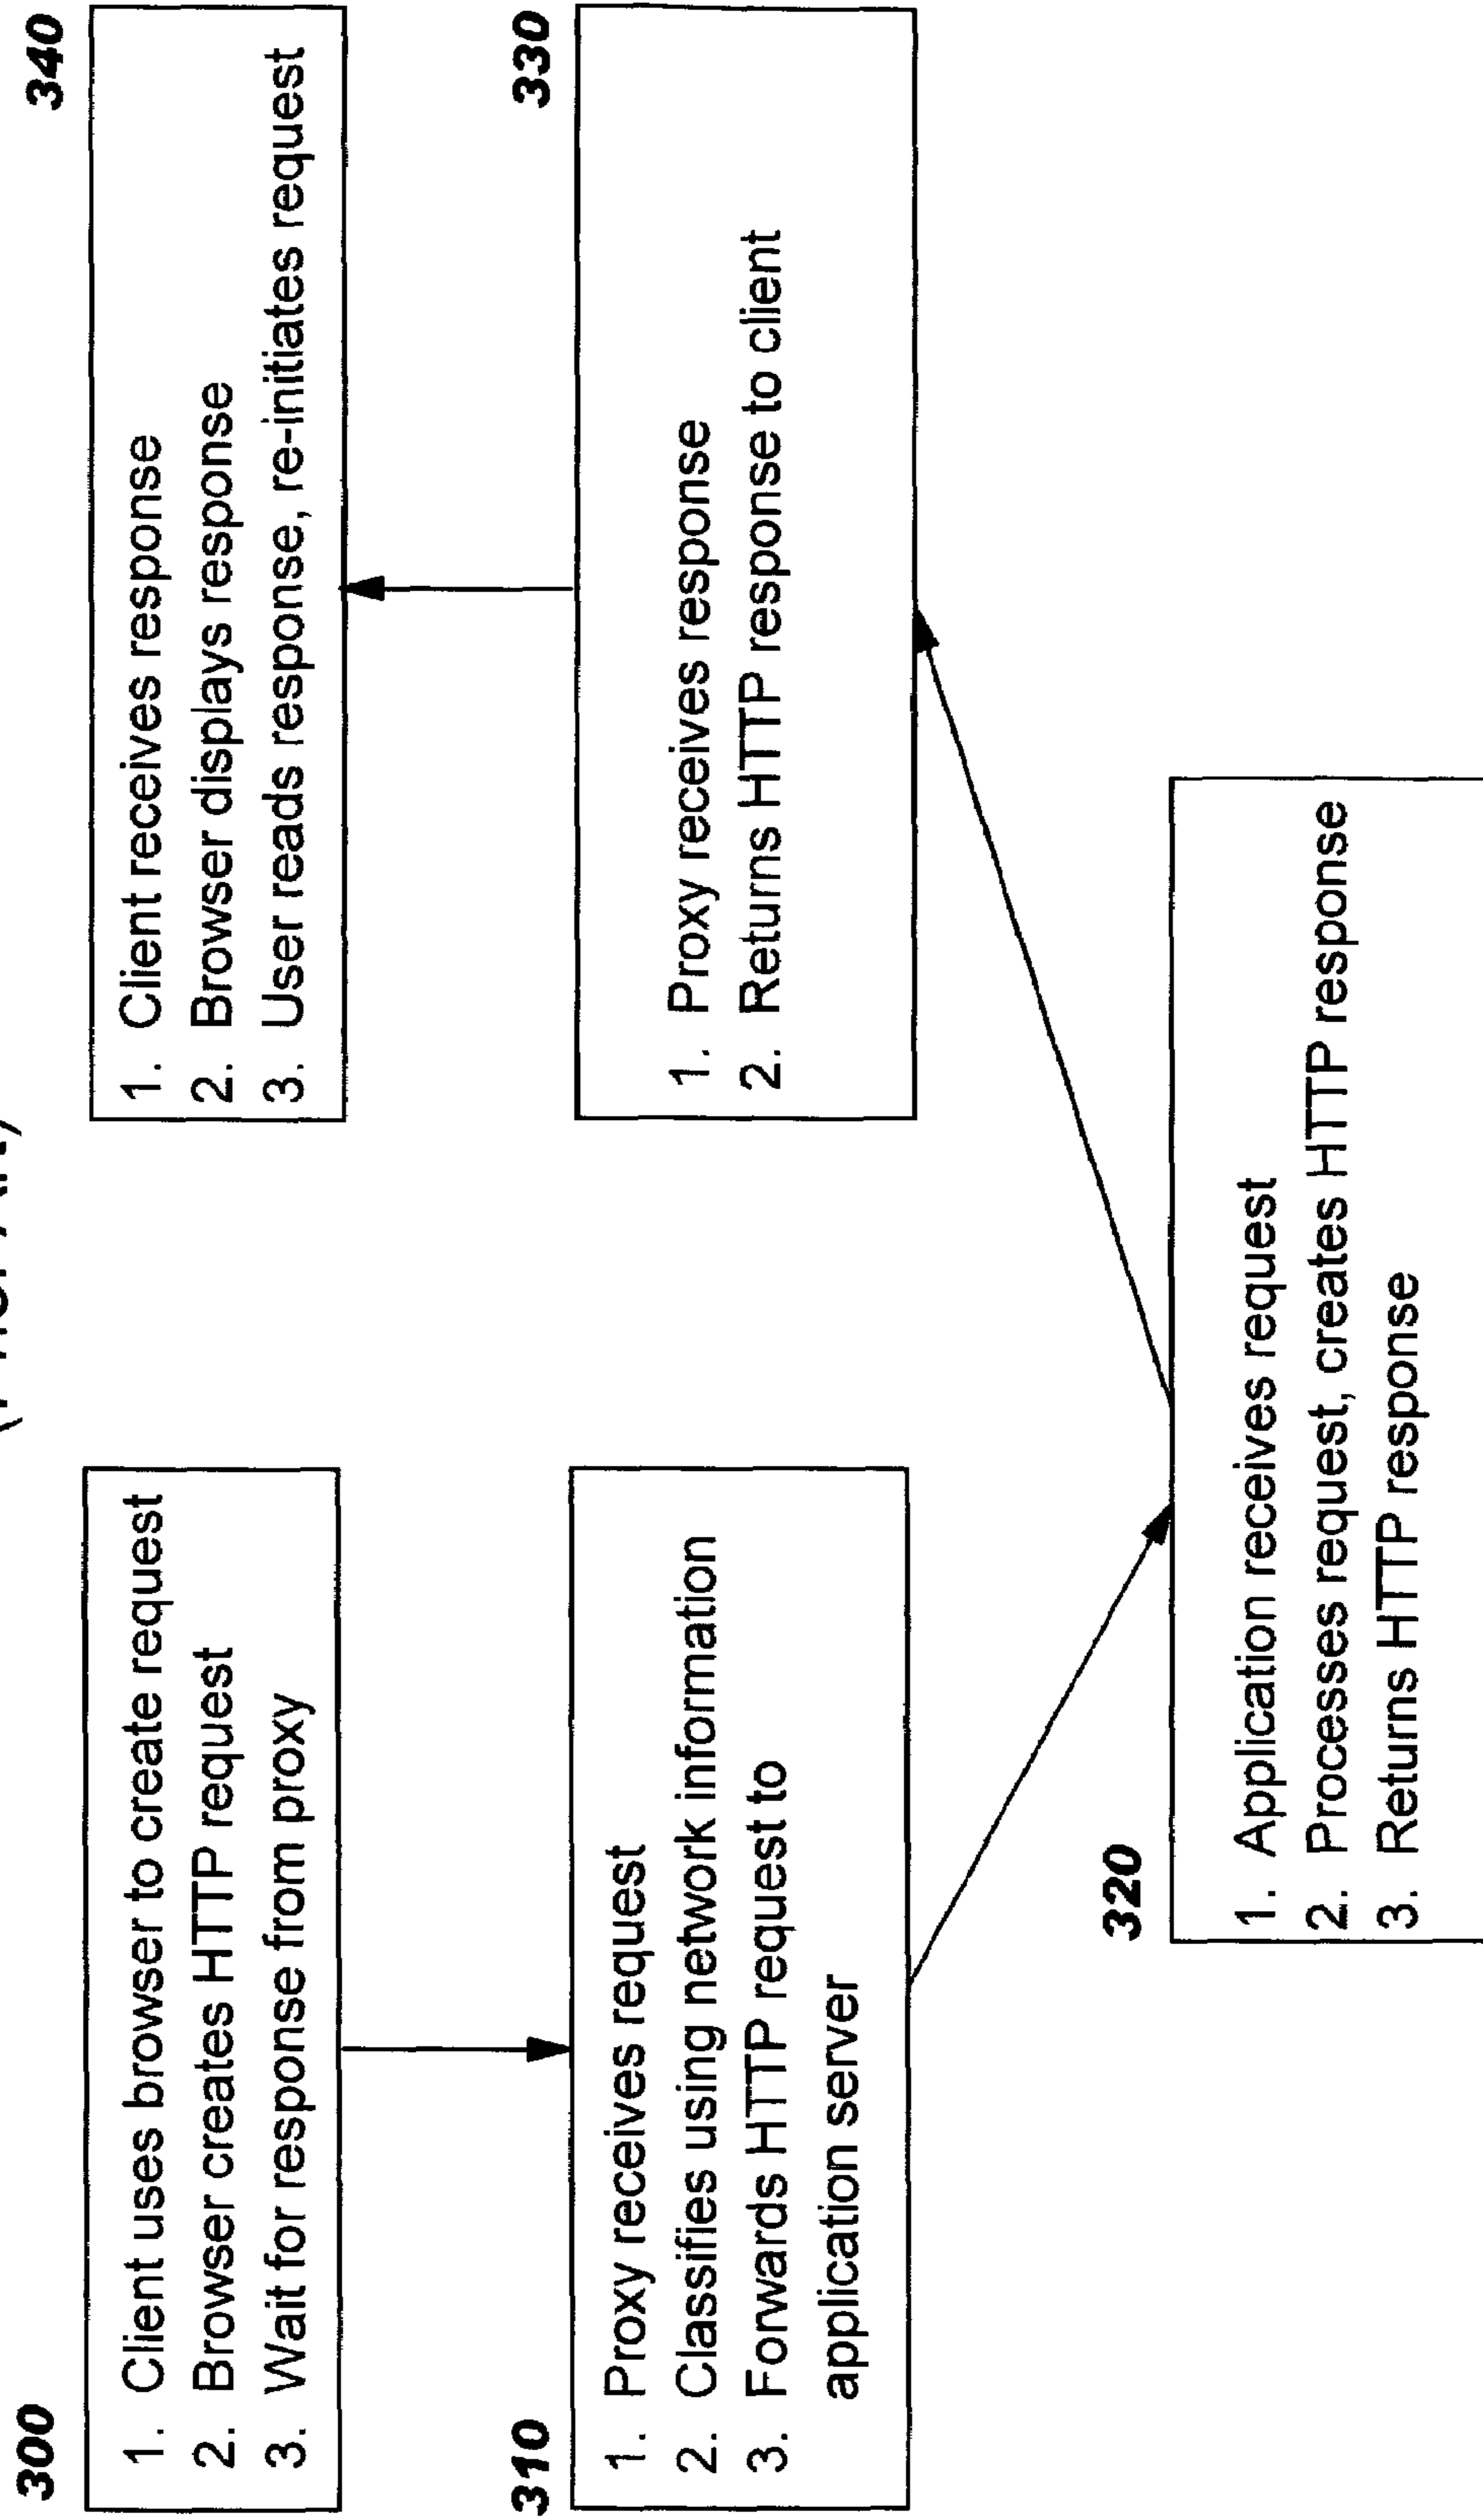 300
1. Client uses browser to create request
2. Browser creates HTTP request
3. Wait for response from proxy
310
1. Proxy receives request
2. Classifies using network information
3. Forwards HTTP request to
application server
320
1. Application receives request
2. Processes request, creates HTTP response
3. Returns HTTP response
330
1. Proxy receives response
2. Returns HTTP response to client
340
1. Client receives response
2. Browser displays response
3. User reads response, re-initiates request